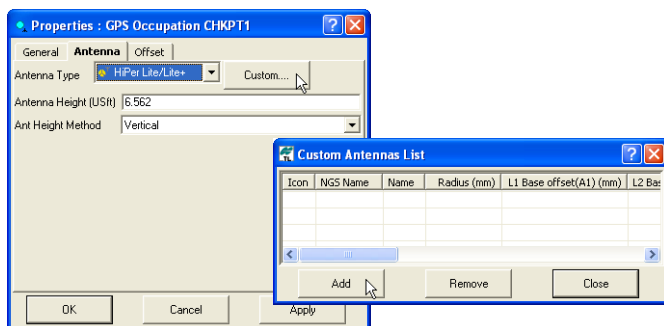 Properties : GPS Occupation CHKPT1
General Antenna Offset
Antenna Type HiPer Lite/Lite+ Custom....
Antenna Height (USft) 6.562
Ant Height Method Vertical
Custom Antennas List
Icon NGS Name Name Radius (mm) L1 Base offset(A1) (mm) L2 Bas
Add Remove Close
OK Cancel Apply